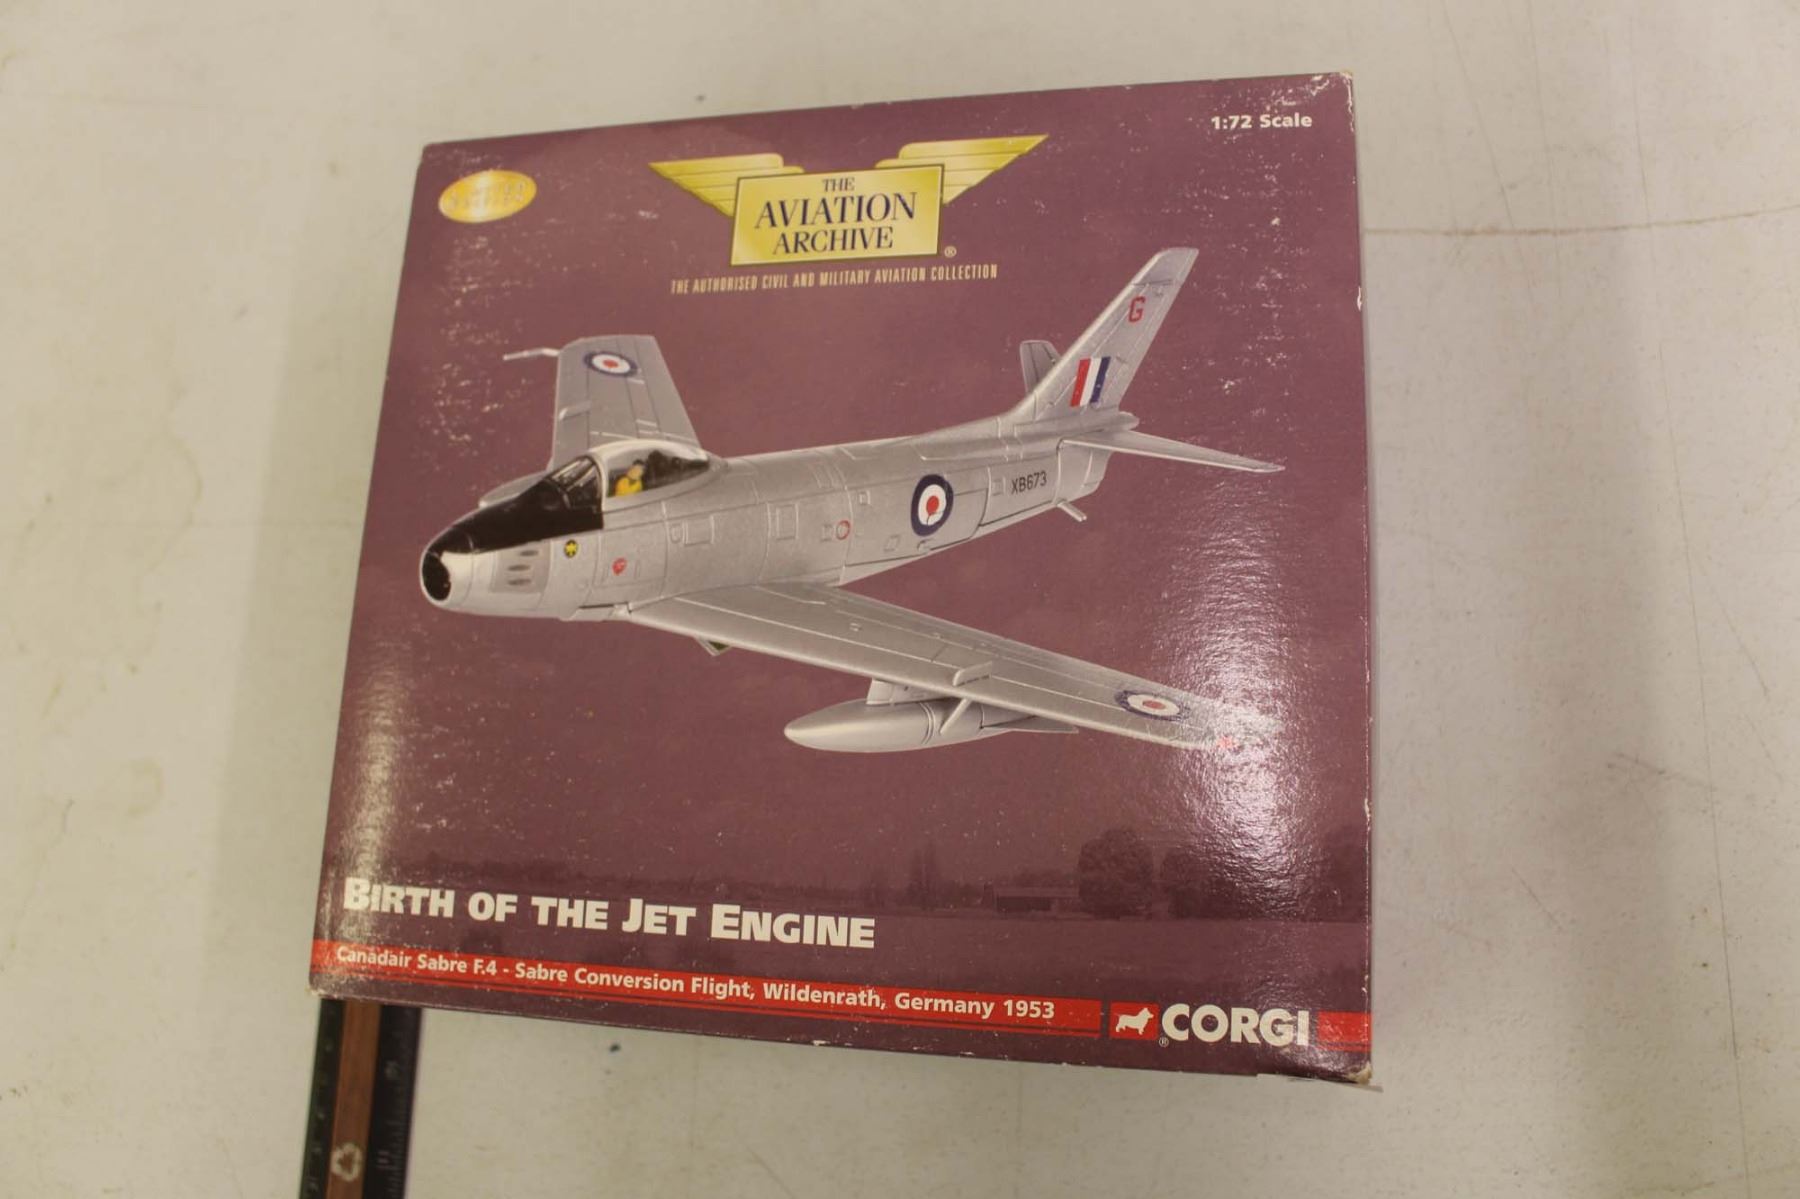 1:72 Scale
THE
AVIATION
ARCHIVE
®
THE AUTHORISED CIVIL AND MILITARY AVIATION COLLECTION
G
XB673
BIRTH OF THE JET ENGINE
Canadair Sabre F.4 - Sabre Conversion Flight, Wildenrath, Germany 1953
®CORGI